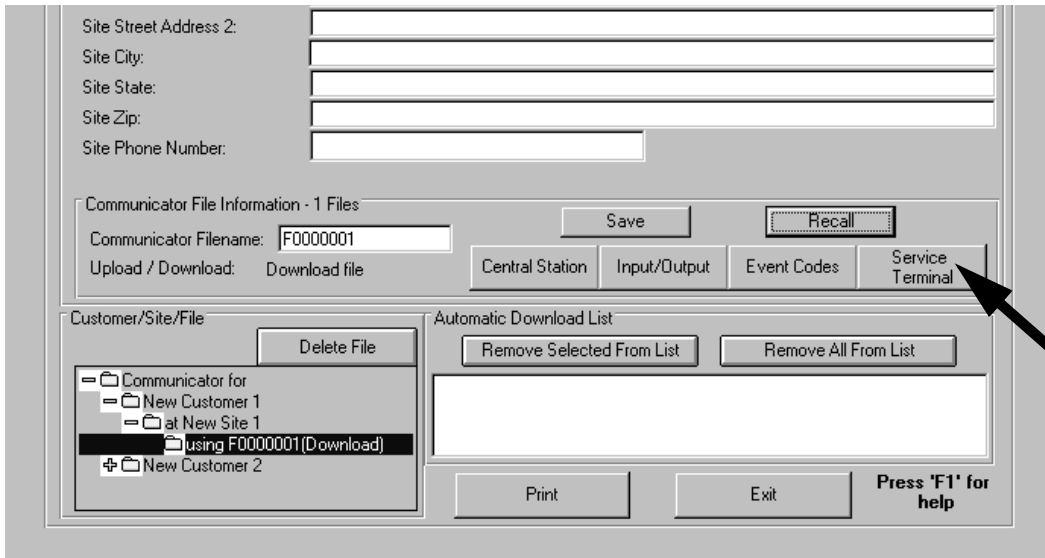 Site Street Address 2:
Site City:
Site State:
Site Zip:
Site Phone Number:
Communicator File Information - 1 Files
Save
Recall
Communicator Filename: F0000001
Upload / Download: Download file
Central Station
Input/Output
Event Codes
Service
Terminal
Customer/Site/File
Delete File
Communicator for
New Customer 1
at New Site 1
using F0000001(Download)
New Customer 2
Automatic Download List
Remove Selected From List
Remove All From List
Print
Exit
Press 'F1' for
help